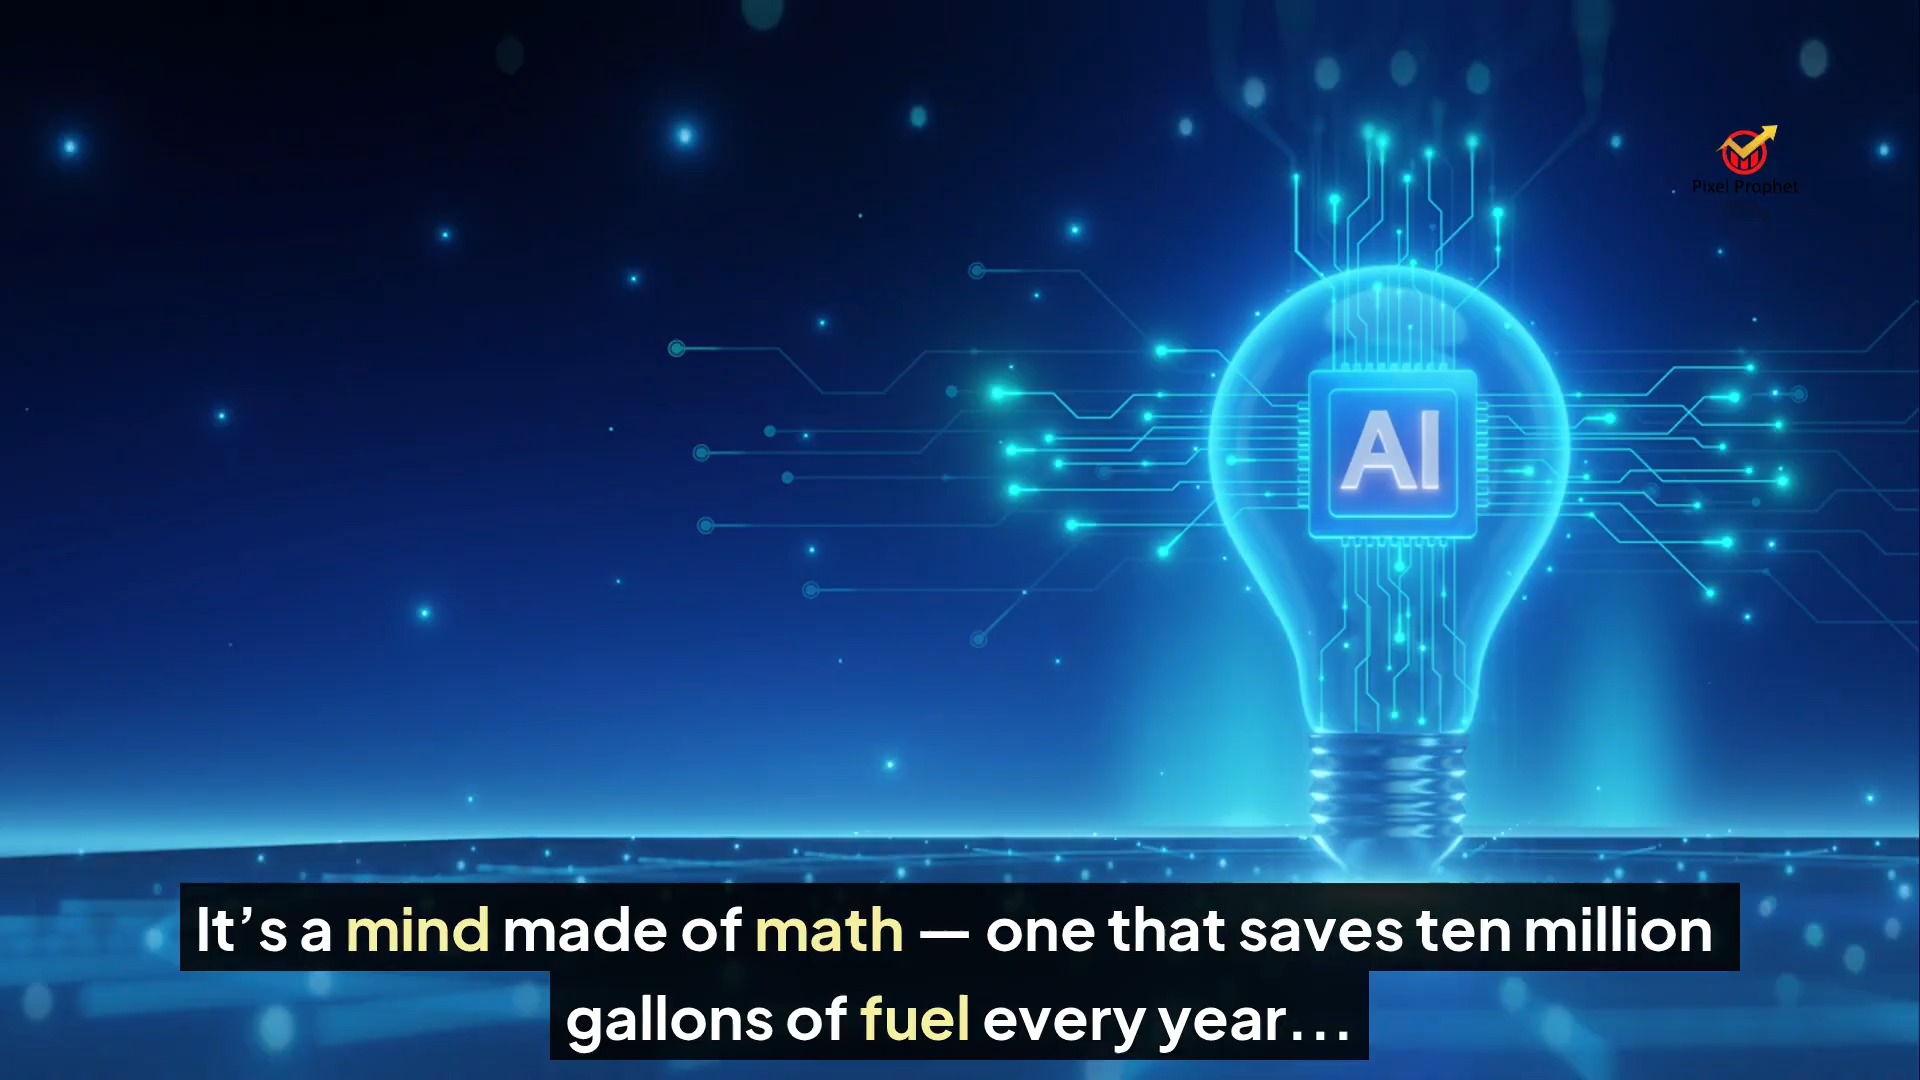 Pixel Prophet
AI
It’s a mind made of math — one that saves ten million
gallons of fuel every year...